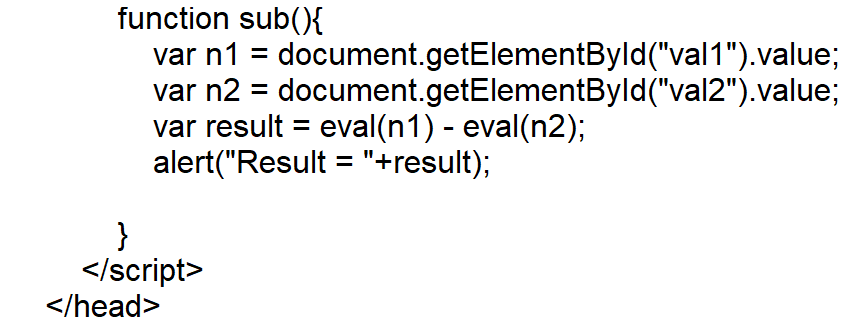 function sub(){
var n1 = document.getElementById("val1").value;
var n2 = document.getElementById("val2").value;
var result = eval(n1) - eval(n2);
alert("Result = "+result);
}
</script>
</head>